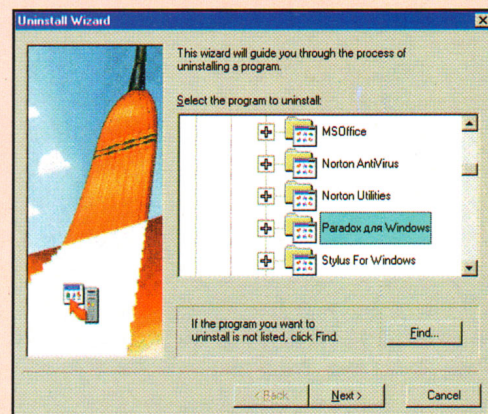 Uninstall Wizard
This wizard will guide you through the process of
uninstalling a program.
Select the program to uninstall:
MSOffice
Norton AntiVirus
Norton Utilities
Paradox для Windows
Stylus For Windows
If the program you want to
uninstall is not listed, click Find.
Find...
< Back
Next >
Cancel